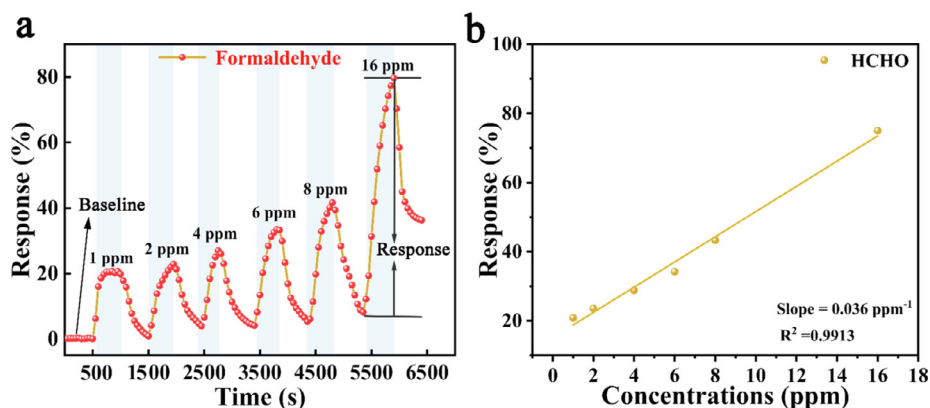 a
Formaldehyde
Response (%)
80
60
40
20
0
Baseline
1 ppm
2 ppm
4 ppm
6 ppm
8 ppm
16 ppm
Response
500
1500
2500
3500
4500
5500
6500
Time (s)
b
HCHO
Response (%)
100
80
60
40
20
Slope = 0.036 ppm⁻¹
R² =0.9913
0
2
4
6
8
10
12
14
16
18
Concentrations (ppm)